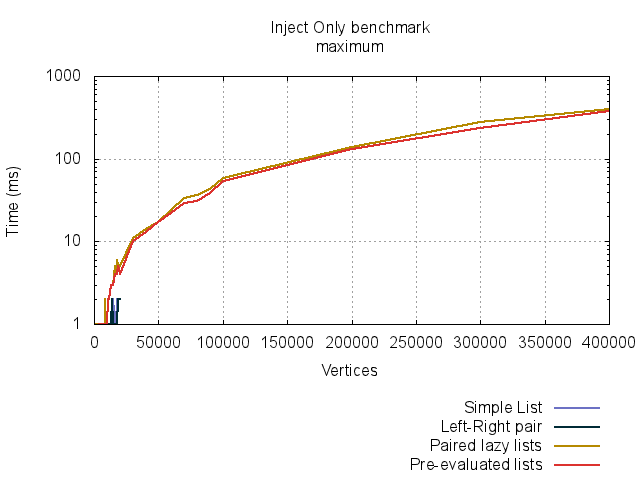 Inject Only benchmark
maximum
1000
100
10
1
Time (ms)
0 50000 100000 150000 200000 250000 300000 350000 400000
Vertices
Simple List
Left-Right pair
Paired lazy lists
Pre-evaluated lists